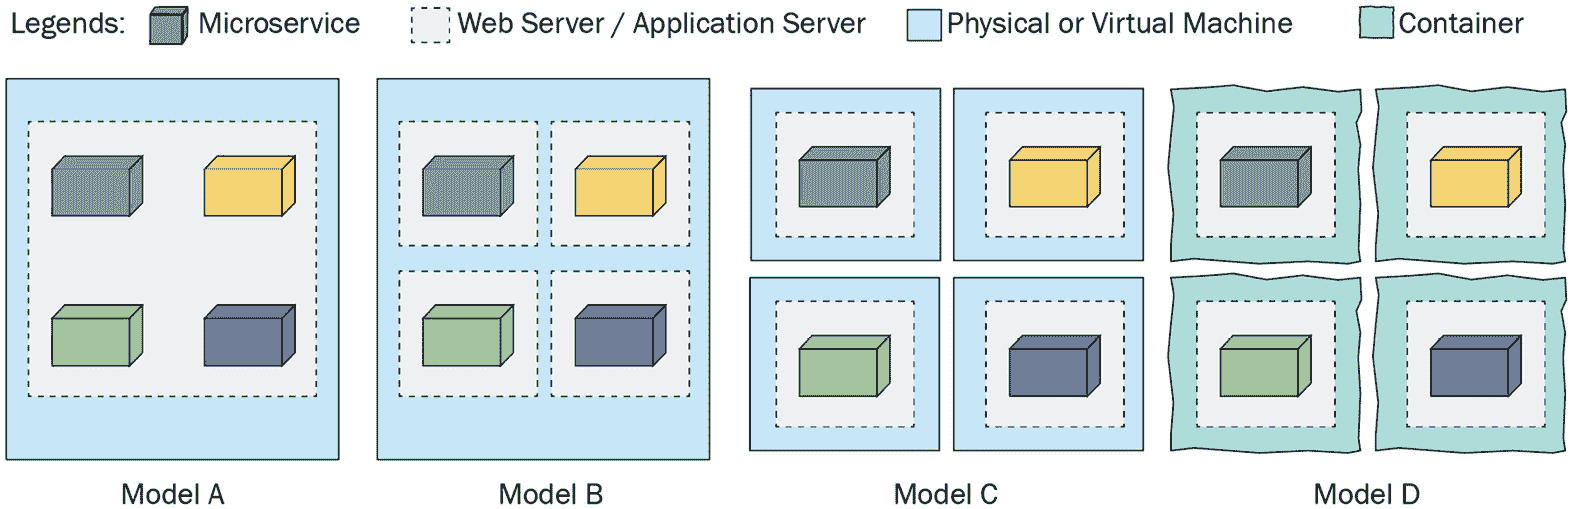 Legends: Microservice Web Server / Application Server Physical or Virtual Machine Container
Model A Model B Model C Model D